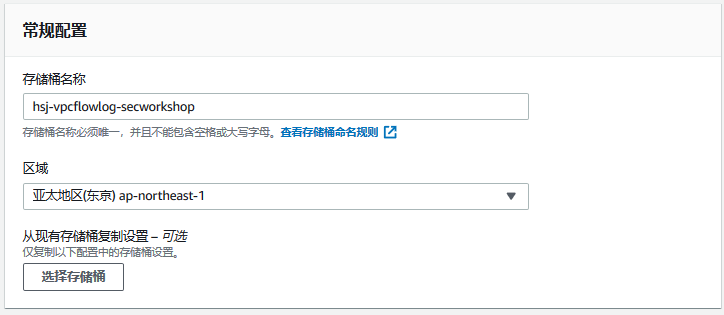 常规配置
存储桶名称
hsj-vpcflowlog-secworkshop
存储桶名称必须唯一，并且不能包含空格或大写字母。查看存储桶命名规则
区域
亚太地区(东京) ap-northeast-1
从现有存储桶复制设置 – 可选
仅复制以下配置中的存储桶设置。
选择存储桶